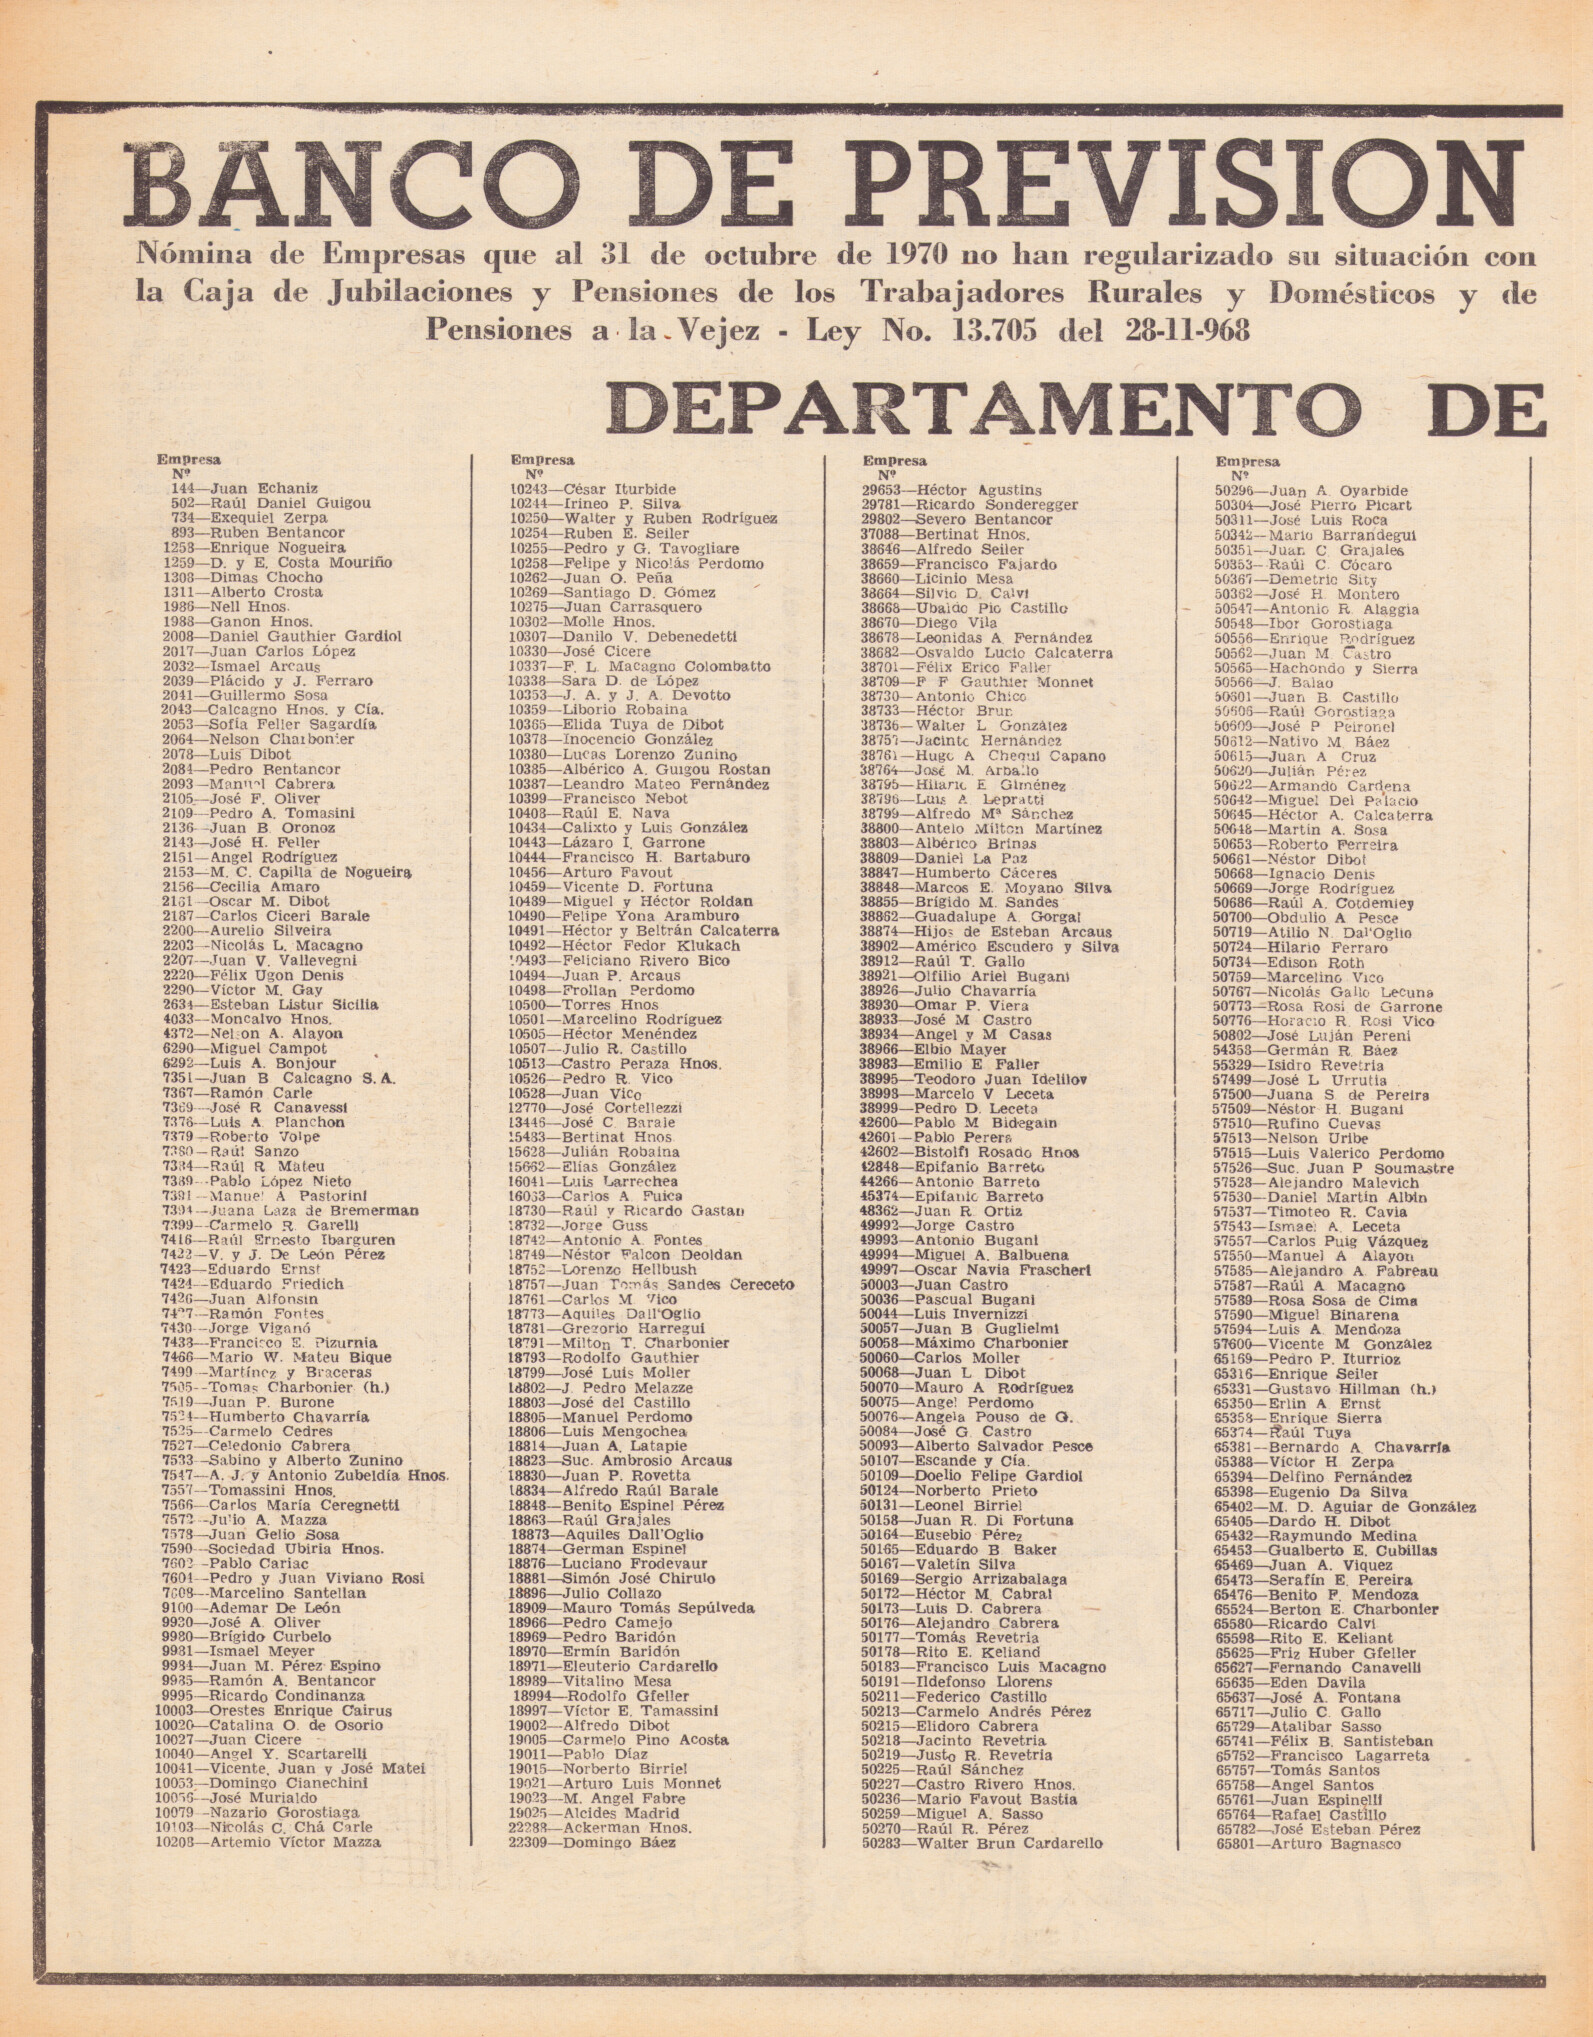 BANCO DE PREVISION
Nómina de Empresas que al 31 de octubre de 1970 no han regularizado su situación con
la Caja de Jubilaciones y Pensiones de los Trabajadores Rurales y Domésticos y de
Pensiones a la Vejez - Ley No. 13.705 del 28-11-968
DEPARTAMENTO DE
Empresa
Nº
144—Juan Echaniz
502—Raúl Daniel Guigou
734—Exequiel Zerpa
893—Ruben Bentancor
1253—Enrique Nogueira
1259—D. y E. Costa Mouriño
1308—Dimas Chocho
1311—Alberto Crosta
1986—Nell Hnos.
1988—Ganon Hnos.
2008—Daniel Gauthier Gardiol
2017—Juan Carlos López
2032—Ismael Arcaus
2039—Plácido y J. Ferraro
2041—Guillermo Sosa
2043—Calcagno Hnos. y Cía.
2053—Sofía Feller Sagardía
2064—Nelson Charbonier
2078—Luis Dibot
2084—Pedro Bentancor
2093—Manuel Cabrera
2105—José F. Oliver
2109—Pedro A. Tomasini
2136—Juan B. Oronoz
2143—José H. Feller
2151—Angel Rodríguez
2153—M. C. Capilla de Nogueira
2156—Cecilia Amaro
2161—Oscar M. Dibot
2187—Carlos Ciceri Barale
2200—Aurelio Silveira
2203—Nicolás L. Macagno
2207—Juan V. Vallevegni
2220—Félix Ugon Denis
2290—Víctor M. Gay
2634—Esteban Listur Sicilia
4033—Moncalvo Hnos.
4372—Nelson A. Alayon
6290—Miguel Campot
6292—Luis A. Bonjour
7351—Juan B Calcagno S.A.
7367—Ramón Carle
7369—José R Canavessi
7376—Luis A. Planchon
7379—Roberto Volpe
7380—Raúl Sanzo
7384—Raúl R. Mateu
7389—Pablo López Nieto
7391—Manuel A Pastorini
7394—Juana Laza de Bremerman
7399—Carmelo R. Garelli
7416—Raúl Ernesto Ibarguren
7422—V. y J. De León Pérez
7423—Eduardo Ernst
7424—Eduardo Friedich
7426—Juan Alfonsin
7427—Ramón Fontes
7430—Jorge Viganó
7433—Francisco E. Pizurnia
7466—Mario W. Mateu Bique
7499—Martínez y Braceras
7505—Tomas Charbonier (h.)
7519—Juan P. Burone
7524—Humberto Chavarría
7525—Carmelo Cedres
7527—Celedonio Cabrera
7533—Sabino y Alberto Zunino
7547—A. J. y Antonio Zubeldía Hnos.
7557—Tomassini Hnos.
7566—Carlos María Ceregnetti
7572—Julio A. Mazza
7578—Juan Gelio Sosa
7590—Sociedad Ubiria Hnos.
7602—Pablo Cariac
7604—Pedro y Juan Viviano Rosi
7608—Marcelino Santellan
9100—Ademar De León
9930—José A. Oliver
9980—Brígido Curbelo
9981—Ismael Meyer
9984—Juan M. Pérez Espino
9985—Ramón A. Bentancor
9995—Ricardo Condinanza
10003—Orestes Enrique Cairus
10020—Catalina O. de Osorio
10027—Juan Cicere
10040—Angel Y. Scartarelli
10041—Vicente, Juan y José Matei
10053—Domingo Cianechini
10056—José Murialdo
10079—Nazario Gorostiaga
10103—Nicolás C. Chá Carle
10208—Artemio Víctor Mazza
Empresa
Nº
10243—César Iturbide
10244—Irineo P. Silva
10250—Walter y Ruben Rodríguez
10254—Ruben E. Seiler
10255—Pedro y G. Tavogliare
10258—Felipe y Nicolás Perdomo
10262—Juan O. Peña
10269—Santiago D. Gómez
10275—Juan Carrasquero
10302—Molle Hnos.
10307—Danilo V. Debenedetti
10330—José Cicere
10337—F. L. Macagno Colombatto
10338—Sara D. de López
10353—J. A. y J. A. Devotto
10359—Liborio Robaina
10365—Elida Tuya de Dibot
10378—Inocencio González
10380—Lucas Lorenzo Zunino
10385—Albérico A. Guigou Rostan
10387—Leandro Mateo Fernández
10399—Francisco Nebot
10408—Raúl E. Nava
10434—Calixto y Luis González
10443—Lázaro I. Garrone
10444—Francisco H. Bartaburo
10456—Arturo Favout
10459—Vicente D. Fortuna
10489—Miguel y Héctor Roldan
10490—Felipe Yona Aramburo
10491—Héctor y Beltrán Calcaterra
10492—Héctor Fedor Klukach
10493—Feliciano Rivero Bico
10494—Juan P. Arcaus
10498—Frollan Perdomo
10500—Torres Hnos
10501—Marcelino Rodríguez
10505—Héctor Menéndez
10507—Julio R. Castillo
10513—Castro Peraza Hnos.
10526—Pedro R. Vico
10528—Juan Vico
12770—José Cortellezzi
13446—José C. Barale
15483—Bertinat Hnos
15628—Julián Robaina
15662—Elías González
16041—Luis Larrechea
16063—Carlos A. Fuica
18730—Raúl y Ricardo Gastan
18732—Jorge Guss
18742—Antonio A. Fontes
18749—Néstor Falcon Deoldan
18752—Lorenzo Hellbush
18757—Juan Tomás Sandes Cereceto
18761—Carlos M. Vico
18773—Aquiles Dall'Oglio
18781—Gregorio Harregui
18791—Milton T. Charbonier
18793—Rodolfo Gauthier
18799—José Luis Moller
18802—J. Pedro Melazze
18803—José del Castillo
18805—Manuel Perdomo
18806—Luis Mengochea
18814—Juan A. Latapie
18823—Suc. Ambrosio Arcaus
18830—Juan P. Rovetta
18834—Alfredo Raúl Barale
18848—Benito Espinel Pérez
18863—Raúl Grajales
18873—Aquiles Dall'Oglio
18874—German Espinel
18876—Luciano Frodevaur
18881—Simón José Chirulo
18896—Julio Collazo
18909—Mauro Tomás Sepúlveda
18966—Pedro Camejo
18969—Pedro Baridón
18970—Ermín Baridón
18971—Eleuterio Cardarello
18989—Vitalino Mesa
18994—Rodolfo Gfeller
18997—Víctor E. Tamassini
19002—Alfredo Dibot
19005—Carmelo Pino Acosta
19011—Pablo Díaz
19015—Norberto Birriel
19021—Arturo Luis Monnet
19023—M. Angel Fabre
19025—Alcides Madrid
22288—Ackerman Hnos.
22309—Domingo Báez
Empresa
Nº
29653—Héctor Agustins
29781—Ricardo Sonderegger
29802—Severo Bentancor
37088—Bertinat Hnos.
38646—Alfredo Seiler
38659—Francisco Fajardo
38660—Licinio Mesa
38664—Silvio D. Calvi
38668—Ubaldo Pio Castillo
38670—Diego Vila
38678—Leonidas A. Fernández
38682—Osvaldo Lucio Calcaterra
38701—Félix Erico Faller
38709—F F Gauthier Monnet
38730—Antonio Chico
38733—Héctor Brun
38736—Walter L González
38757—Jacinto Hernández
38761—Hugo A Chequi Capano
38764—José M. Arballo
38795—Hilario E Giménez
38796—Luis A Lepratti
38799—Alfredo Mª Sánchez
38800—Antelo Milton Martínez
38803—Albérico Brinas
38809—Daniel La Paz
38847—Humberto Cáceres
38848—Marcos E. Moyano Silva
38855—Brígido M. Sandes
38862—Guadalupe A. Gorgal
38874—Hijos de Esteban Arcaus
38902—Américo Escudero y Silva
38912—Raúl T. Gallo
38921—Olfilio Ariel Bugani
38926—Julio Chavarría
38930—Omar P. Viera
38933—José M Castro
38934—Angel y M Casas
38966—Elbio Mayer
38983—Emilio E Faller
38995—Teodoro Juan Idelilov
38998—Marcelo V Leceta
38999—Pedro D. Leceta
42600—Pablo M Bidegain
42601—Pablo Perera
42602—Bistolfi Rosado Hnos
42848—Epifanio Barreto
44266—Antonio Barreto
45374—Epifanio Barreto
48362—Juan R. Ortiz
49992—Jorge Castro
49993—Antonio Bugani
49994—Miguel A. Balbuena
49997—Oscar Navia Frascheri
50003—Juan Castro
50036—Pascual Bugani
50044—Luis Invernizzi
50057—Juan B Guglielmi
50058—Máximo Charbonier
50060—Carlos Moller
50068—Juan L Dibot
50070—Mauro A Rodríguez
50075—Angel Perdomo
50076—Angela Pouso de G.
50084—José G. Castro
50093—Alberto Salvador Pesce
50107—Escande y Cía.
50109—Doelio Felipe Gardiol
50124—Norberto Prieto
50131—Leonel Birriel
50158—Juan R. Di Fortuna
50164—Eusebio Pérez
50165—Eduardo B Baker
50167—Valetín Silva
50169—Sergio Arrizabalaga
50172—Héctor M. Cabral
50173—Luis D. Cabrera
50176—Alejandro Cabrera
50177—Tomás Revetria
50178—Rito E. Keliand
50183—Francisco Luis Macagno
50191—Ildefonso Llorens
50211—Federico Castillo
50213—Carmelo Andrés Pérez
50215—Elidoro Cabrera
50218—Jacinto Revetria
50219—Justo R. Revetria
50225—Raúl Sánchez
50227—Castro Rivero Hnos.
50236—Mario Favout Bastia
50259—Miguel A. Sasso
50270—Raúl R. Pérez
50283—Walter Brun Cardarello
Empresa
Nº
50296—Juan A. Oyarbide
50304—José Pierro Picart
50311—José Luis Roca
50342—Mario Barrandegui
50351—Juan C. Grajales
50353—Raúl C. Cócaro
50367—Demetric Sity
50362—José H. Montero
50547—Antonio R. Alaggia
50548—Ibor Gorostiaga
50556—Enrique Rodríguez
50562—Juan M. Castro
50565—Hachondo y Sierra
50566—J. Balao
50601—Juan B. Castillo
50606—Raúl Gorostiaga
50609—José P Peironel
50612—Nativo M. Báez
50615—Juan A Cruz
50620—Julián Pérez
50622—Armando Cardena
50642—Miguel Del Palacio
50645—Héctor A. Calcaterra
50648—Martín A. Sosa
50653—Roberto Ferreira
50661—Néstor Dibot
50668—Ignacio Denis
50669—Jorge Rodríguez
50686—Raúl A. Cotdemley
50700—Obdulio A Pesce
50719—Atilio N. Dal'Oglio
50724—Hilario Ferraro
50734—Edison Roth
50759—Marcelino Vico
50767—Nicolás Gallo Lecuna
50773—Rosa Rosi de Garrone
50776—Horacio R. Rosi Vico
50802—José Luján Pereni
54353—Germán R. Báez
55329—Isidro Revetria
57499—José L Urrutia
57500—Juana S de Pereira
57509—Néstor H. Bugani
57510—Rufino Cuevas
57513—Nelson Uribe
57515—Luis Valerico Perdomo
57526—Suc. Juan P Soumastre
57528—Alejandro Malevich
57530—Daniel Martín Albin
57537—Timoteo R. Cavia
57543—Ismael A. Leceta
57557—Carlos Puig Vázquez
57550—Manuel A Alayon
57585—Alejandro A. Fabreau
57587—Raúl A Macagno
57589—Rosa Sosa de Cima
57590—Miguel Binarena
57594—Luis A Mendoza
57600—Vicente M González
65169—Pedro P. Iturrioz
65316—Enrique Seiler
65331—Gustavo Hillman (h.)
65350—Erlin A Ernst
65358—Enrique Sierra
65374—Raúl Tuya
65381—Bernardo A. Chavarría
65388—Víctor H. Zerpa
65394—Delfino Fernández
65398—Eugenio Da Silva
65402—M. D. Aguiar de González
65405—Dardo H. Dibot
65432—Raymundo Medina
65453—Gualberto E. Cubillas
65469—Juan A. Viquez
65473—Serafín E. Pereira
65476—Benito F. Mendoza
65524—Berton E. Charbonier
65580—Ricardo Calvi
65598—Rito E. Keliant
65625—Friz Huber Gfeller
65627—Fernando Canavelli
65635—Eden Davila
65637—José A. Fontana
65717—Julio C. Gallo
65729—Atalibar Sasso
65741—Félix B. Santisteban
65752—Francisco Lagarreta
65757—Tomás Santos
65758—Angel Santos
65761—Juan Espinelli
65764—Rafael Castillo
65782—José Esteban Pérez
65801—Arturo Bagnasco